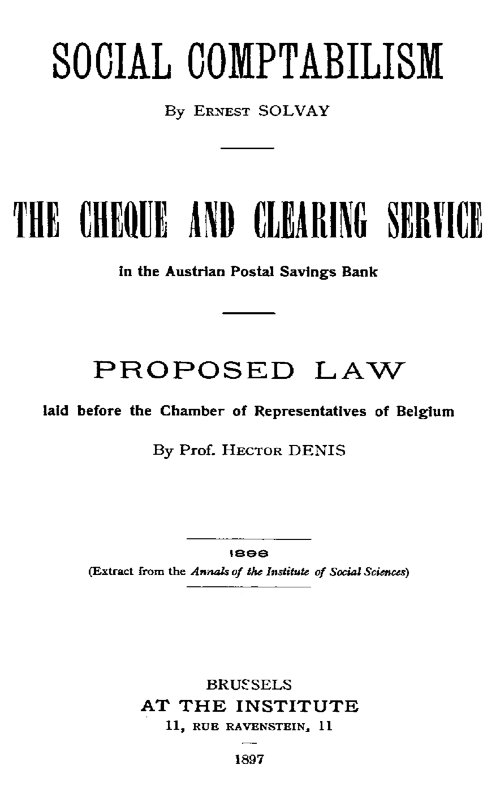 SOCIAL COMPTABILISM
By ERNEST SOLVAY
THE CHEQUE AND CLEARING SERVICE
in the Austrian Postal Savings Bank
PROPOSED LAW
laid before the Chamber of Representatives of Belgium
By Prof. HECTOR DENIS
1896
(Extract from the Annals of the Institute of Social Sciences)
BRUSSELS
AT THE INSTITUTE
11, RUE RAVENSTEIN, 11
1897